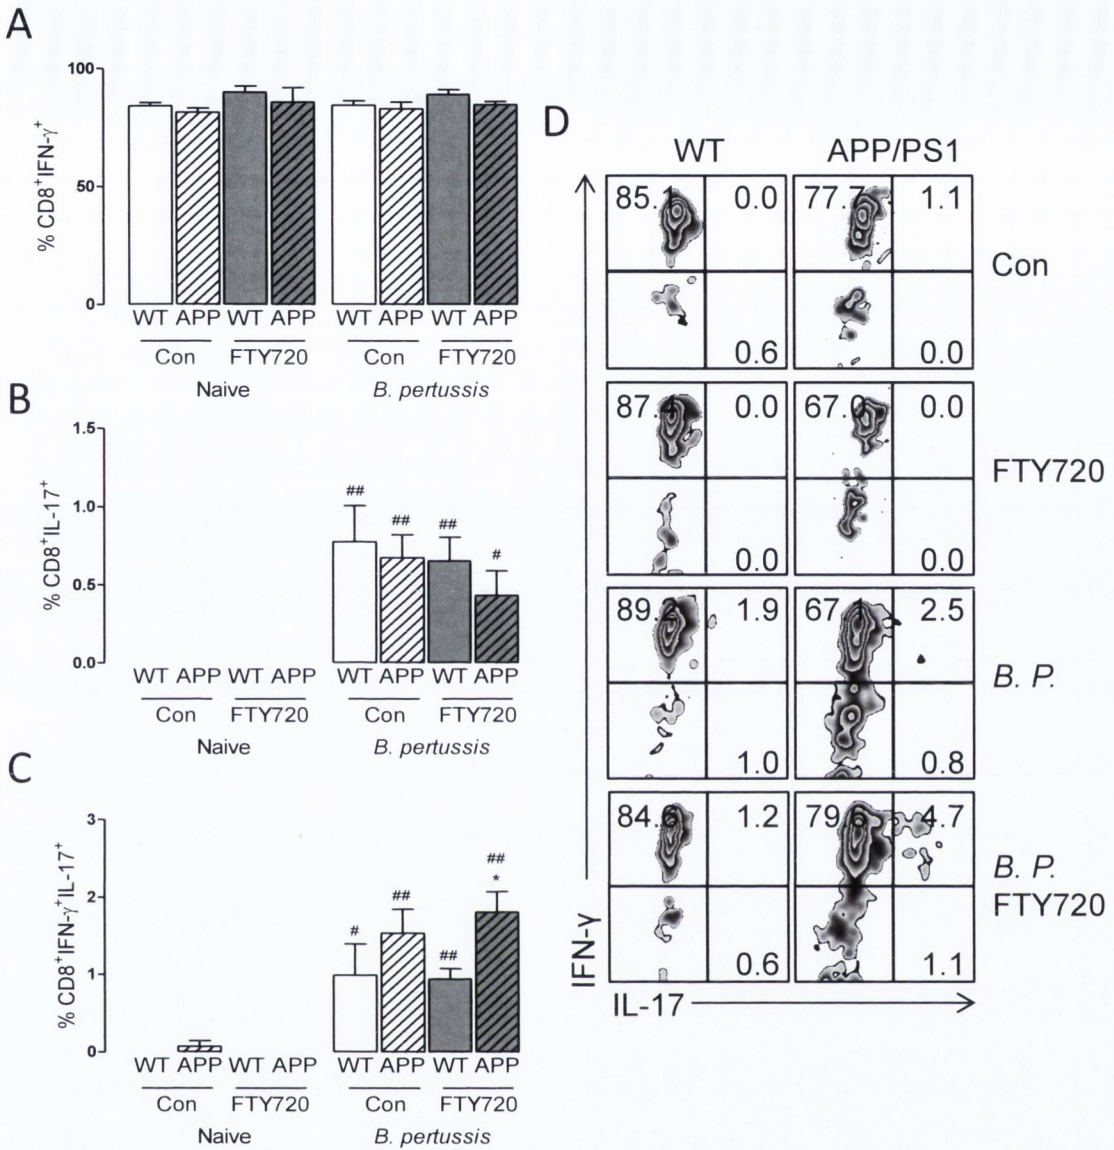 A
% CD8+IFN-γ+
100
50
0
WT APP WT APP WT APP WT APP
Con FTY720 Con FTY720
Naive B. pertussis
B
% CD8+IL-17+
1.5
1.0
0.5
0.0
## ## ## #
WT APP WT APP WT APP WT APP
Con FTY720 Con FTY720
Naive B. pertussis
C
% CD8+IFN-γ+IL-17+
3
2
1
0
# ## ## ##
*
WT APP WT APP WT APP WT APP
Con FTY720 Con FTY720
Naive B. pertussis
D
WT APP/PS1
85.1 0.0 77.7 1.1
Con
0.6 0.0
87.4 0.0 67.0 0.0
FTY720
0.0 0.0
89.2 1.9 67.1 2.5
B. P.
1.0 0.8
84.6 1.2 79.6 4.7
B. P.
FTY720
0.6 1.1
IFN-γ
IL-17